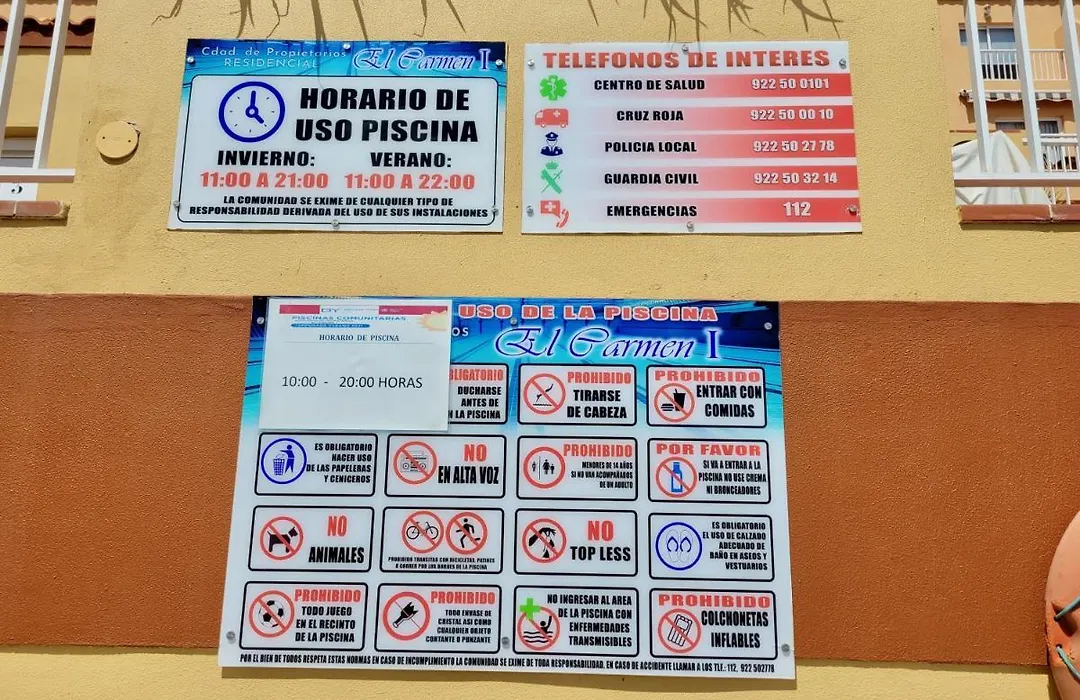 Cdad. de Propietarios
RESIDENCIAL
El Carmen I
HORARIO DE
USO PISCINA
INVIERNO: VERANO:
11:00 A 21:00 11:00 A 22:00
LA COMUNIDAD SE EXIME DE CUALQUIER TIPO DE
RESPONSABILIDAD DERIVADA DEL USO DE SUS INSTALACIONES
TELEFONOS DE INTERES
CENTRO DE SALUD 922 50 0101
CRUZ ROJA 922 50 00 10
POLICIA LOCAL 922 50 27 78
GUARDIA CIVIL 922 50 32 14
EMERGENCIAS 112
PISCINAS COMUNITARIAS
HORARIO DE PISCINA
10:00 - 20:00 HORAS
USO DE LA PISCINA
OS
El Carmen I
BLIGATORIO
DUCHARSE
ANTES DE
N LA PISCINA
PROHIBIDO
TIRARSE
DE CABEZA
PROHIBIDO
ENTRAR CON
COMIDAS
ES OBLIGATORIO
HACER USO
DE LAS PAPELERAS
Y CENICEROS
NO
EN ALTA VOZ
PROHIBIDO
MENORES DE 14 AÑOS
SI NO VAN ACOMPAÑADOS
DE UN ADULTO
POR FAVOR
SI VA A ENTRAR A LA
PISCINA NO USE CREMA
NI BRONCEADORES
NO
ANIMALES
PROHIBIDO TRANSITAR CON BICICLETAS, PATINES
O CORRER POR LOS BORDES DE LA PISCINA
NO
TOP LESS
ES OBLIGATORIO
EL USO DE CALZADO
ADECUADO DE
BAÑO EN ASEOS Y
VESTUARIOS
PROHIBIDO
TODO JUEGO
EN EL RECINTO
DE LA PISCINA
PROHIBIDO
TODO ENVASE DE
CRISTAL ASI COMO
CUALQUIER OBJETO
CORTANTE O PUNZANTE
NO INGRESAR AL AREA
DE LA PISCINA CON
ENFERMEDADES
TRANSMISIBLES
PROHIBIDO
COLCHONETAS
INFLABLES
POR EL BIEN DE TODOS RESPETA ESTAS NORMAS EN CASO DE INCUMPLIMIENTO LA COMUNIDAD SE EXIME DE TODA RESPONSABILIDAD. EN CASO DE ACCIDENTE LLAMAR A LOS TLF.: 112, 922 502778